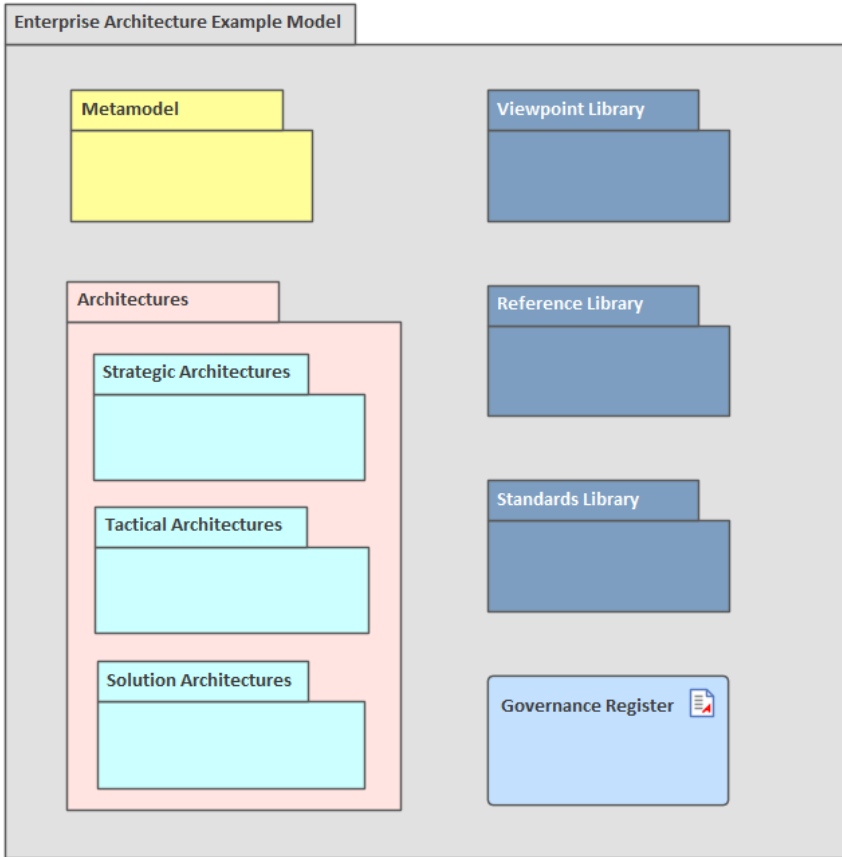 Enterprise Architecture Example Model
Metamodel
Architectures
Strategic Architectures
Tactical Architectures
Solution Architectures
Viewpoint Library
Reference Library
Standards Library
Governance Register